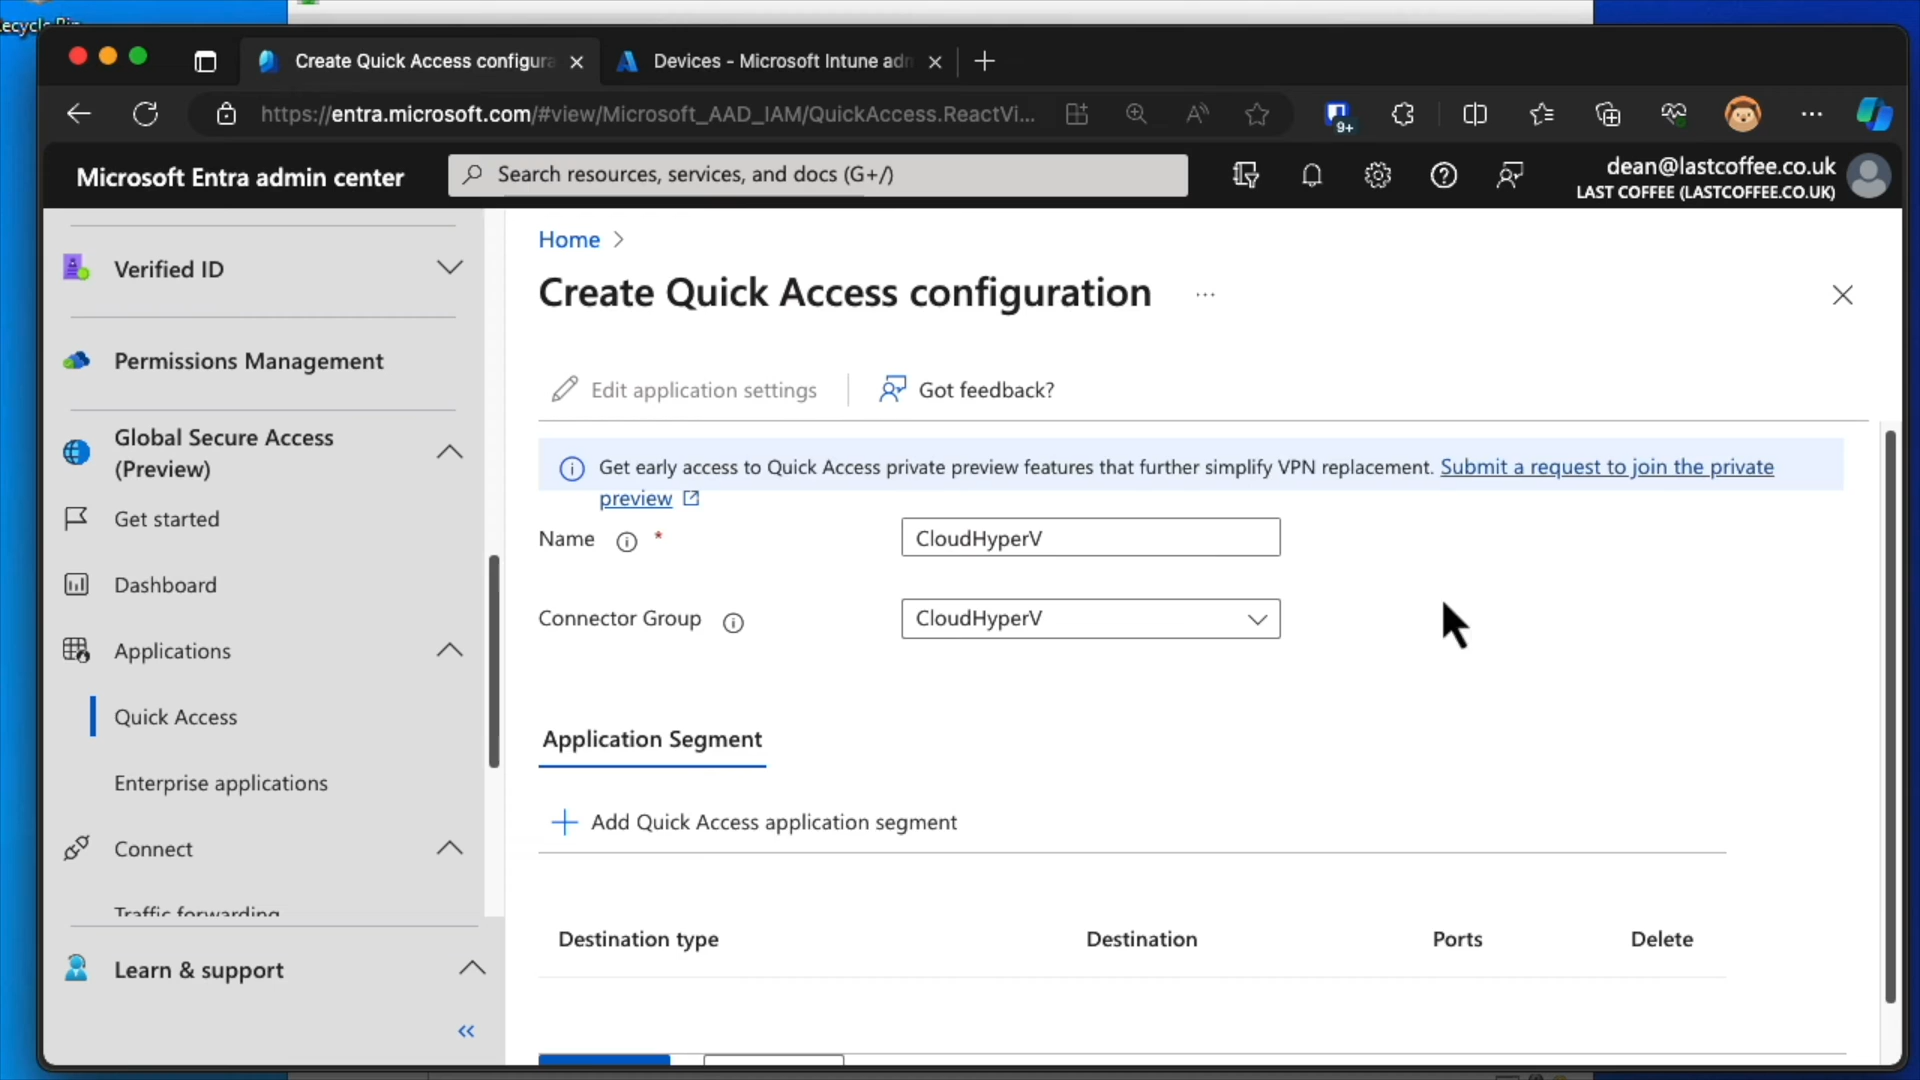 Create Quick Access configura
Devices - Microsoft Intune adn
https://entra.microsoft.com/#view/Microsoft_AAD_IAM/QuickAccess.ReactVi...
9+
Microsoft Entra admin center
Search resources, services, and docs (G+/)
dean@lastcoffee.co.uk
LAST COFFEE (LASTCOFFEE.CO.UK)
Verified ID
Permissions Management
Global Secure Access
(Preview)
Get started
Dashboard
Applications
Quick Access
Enterprise applications
Connect
Traffic forwarding
Learn & support
Home
Create Quick Access configuration
Edit application settings
Got feedback?
Get early access to Quick Access private preview features that further simplify VPN replacement. Submit a request to join the private
preview
Name *
CloudHyperV
Connector Group
CloudHyperV
Application Segment
Add Quick Access application segment
Destination type Destination Ports Delete